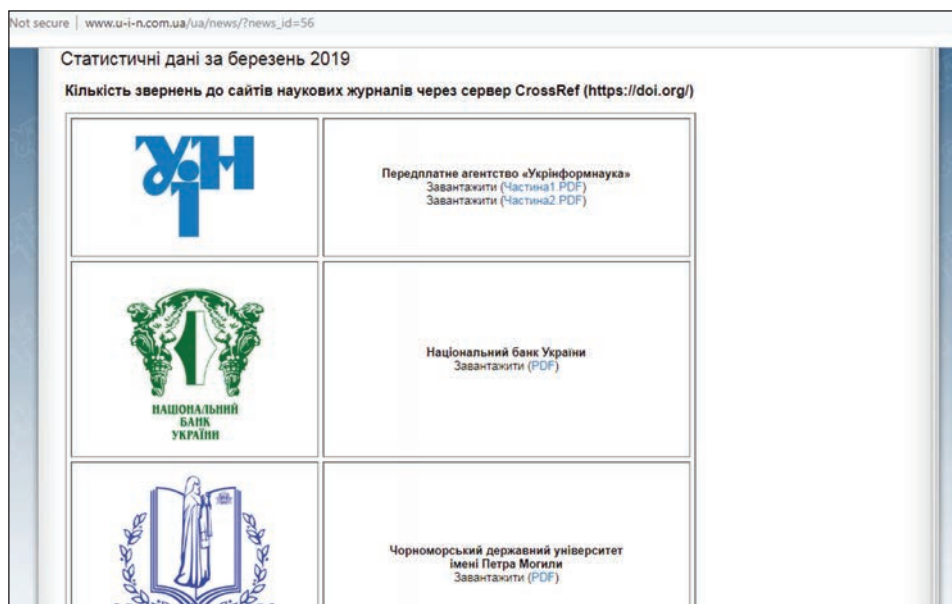 Not secure | www.u-i-n.com.ua/ua/news/?news_id=56
Статистичні дані за березень 2019
Кількість звернень до сайтів наукових журналів через сервер CrossRef (https://doi.org/)
УіН
Передплатне агентство «Укрінформнаука»
Завантажити (Частина1.PDF)
Завантажити (Частина2.PDF)
НАЦІОНАЛЬНИЙ
БАНК
УКРАЇНИ
Національний банк України
Завантажити (PDF)
Чорноморський державний університет
імені Петра Могили
Завантажити (PDF)